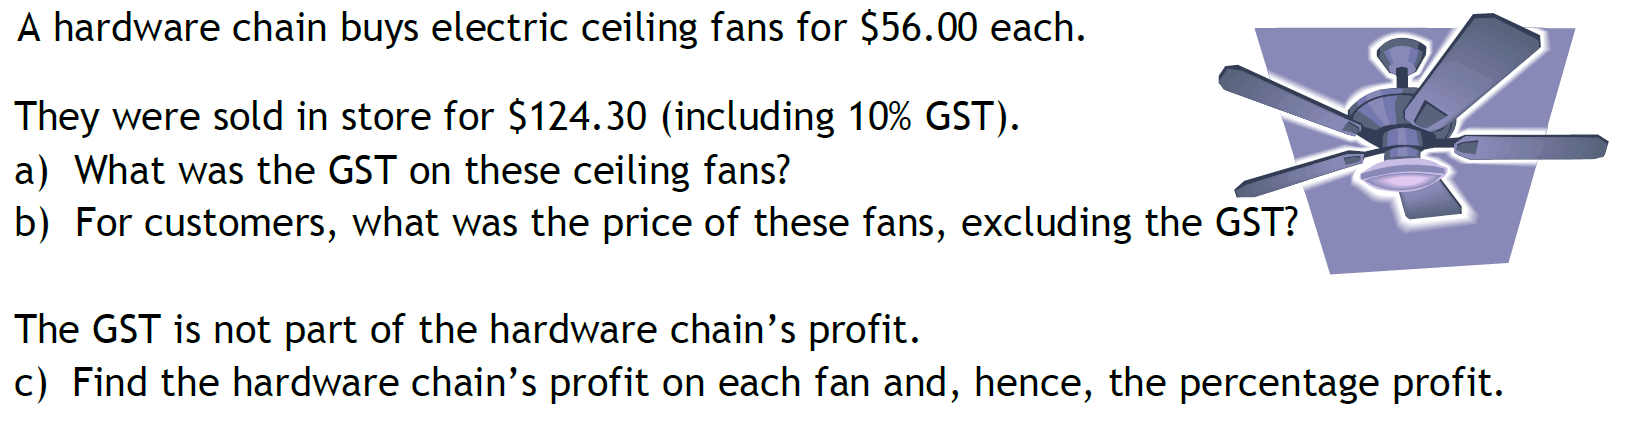 A hardware chain buys electric ceiling fans for $56.00 each.
They were sold in store for $124.30 (including 10% GST).
a) What was the GST on these ceiling fans?
b) For customers, what was the price of these fans, excluding the GST?
The GST is not part of the hardware chain’s profit.
c) Find the hardware chain’s profit on each fan and, hence, the percentage profit.